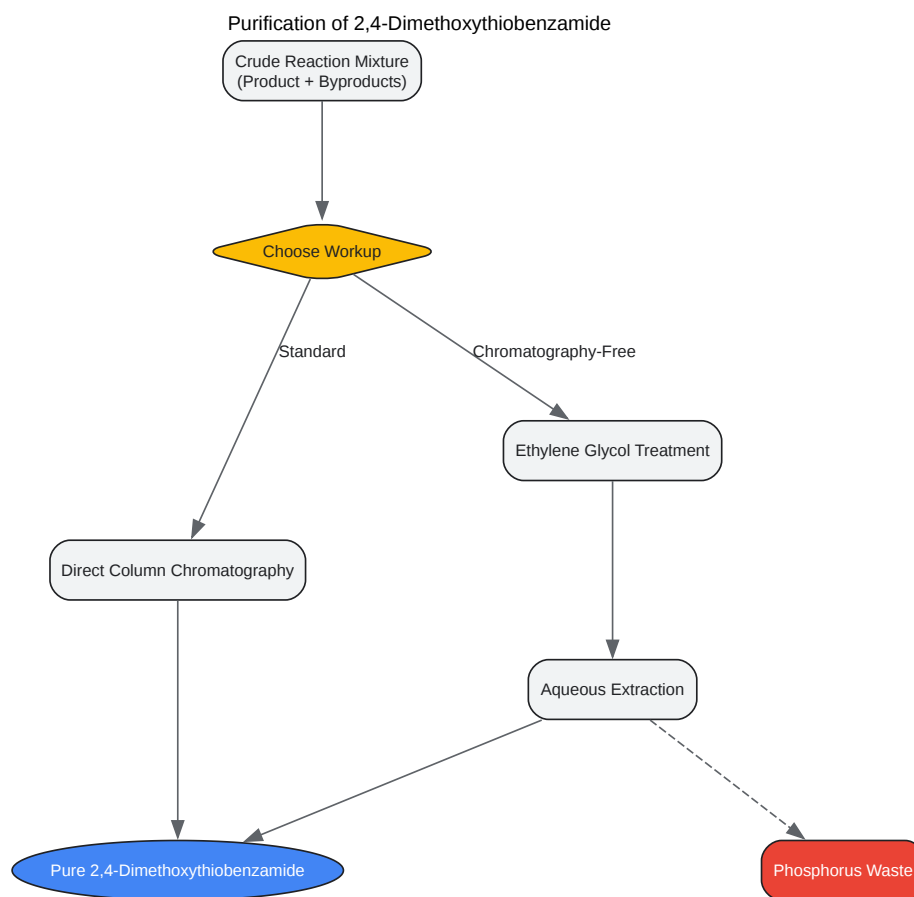 Purification of 2,4-Dimethoxythiobenzamide
Crude Reaction Mixture
(Product + Byproducts)
Choose Workup
Standard
Chromatography-Free
Ethylene Glycol Treatment
Direct Column Chromatography
Aqueous Extraction
Pure 2,4-Dimethoxythiobenzamide
Phosphorus Waste